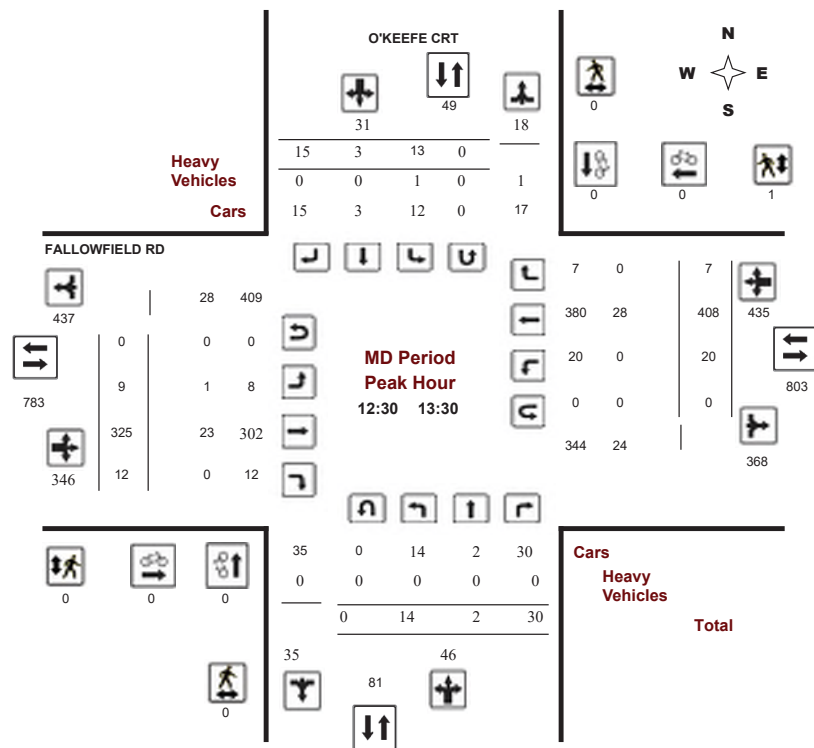 N
O'KEEFE CRT
W E
S
49
0
31 18
15 3 13 0
Heavy
Vehicles
0 0 1 0 1
0 0 1
Cars
15 3 12 0 17
FALLOWFIELD RD
7 0 7
28 409
437
380 28 408 435
0 0 0
MD Period
Peak Hour
20 0 20
9 1 8
12:30 13:30
783
803
0 0 0
325 23 302
344 24
368
346 12 0 12
35 0 14 2 30
Cars
0 0 0 0 0
Heavy
Vehicles
0 0 0
0 14 2 30
Total
35 46
81
0